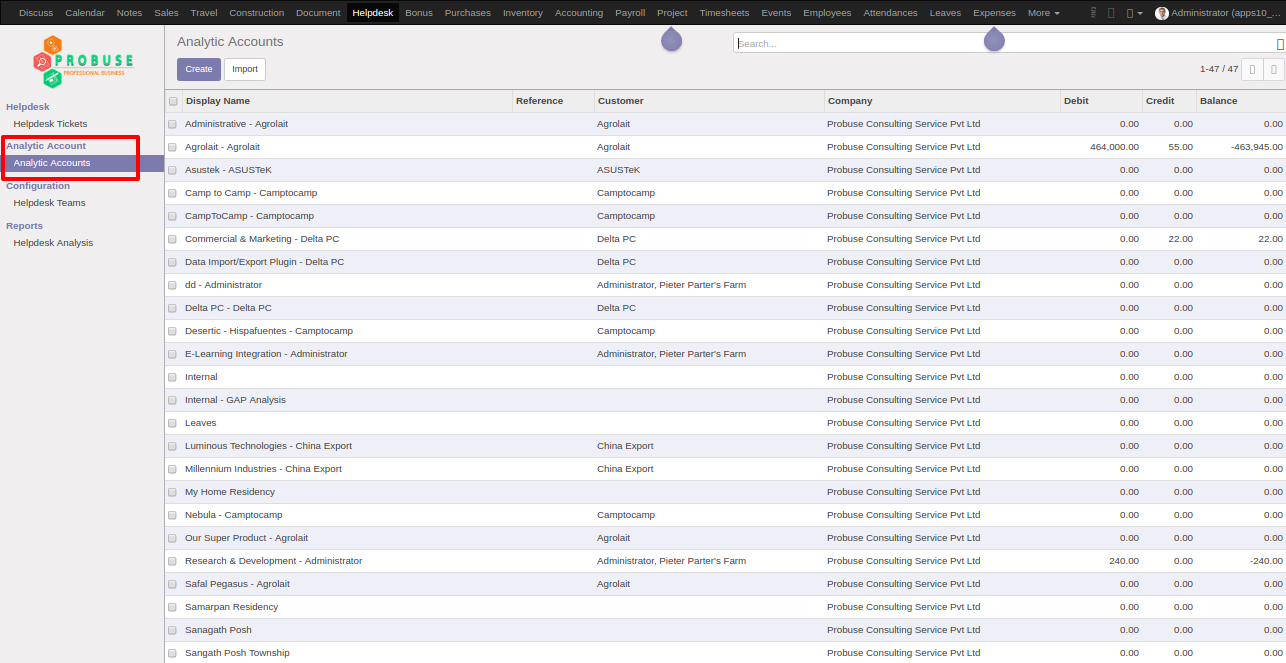 Discuss Calendar Notes Sales Travel Construction Document Helpdesk Bonus Purchases Inventory Accounting Payroll Project Timesheets Events Employees Attendances Leaves Expenses More Administrator (apps10_...
PROBUSE
PROFESSIONAL BUSINESS
Helpdesk
Helpdesk Tickets
Analytic Account
Analytic Accounts
Configuration
Helpdesk Teams
Reports
Helpdesk Analysis
Analytic Accounts
Search...
Create Import
1-47 / 47
Display Name Reference Customer Company Debit Credit Balance
Administrative - Agrolait Agrolait Probuse Consulting Service Pvt Ltd 0.00 0.00 0.00
Agrolait - Agrolait Agrolait Probuse Consulting Service Pvt Ltd 464,000.00 55.00 -463,945.00
Asustek - ASUSTeK ASUSTeK Probuse Consulting Service Pvt Ltd 0.00 0.00 0.00
Camp to Camp - Camptocamp Camptocamp Probuse Consulting Service Pvt Ltd 0.00 0.00 0.00
CampToCamp - Camptocamp Camptocamp Probuse Consulting Service Pvt Ltd 0.00 0.00 0.00
Commercial & Marketing - Delta PC Delta PC Probuse Consulting Service Pvt Ltd 0.00 22.00 22.00
Data Import/Export Plugin - Delta PC Delta PC Probuse Consulting Service Pvt Ltd 0.00 0.00 0.00
dd - Administrator Administrator, Pieter Parter's Farm Probuse Consulting Service Pvt Ltd 0.00 0.00 0.00
Delta PC - Delta PC Delta PC Probuse Consulting Service Pvt Ltd 0.00 0.00 0.00
Desertic - Hispafuentes - Camptocamp Camptocamp Probuse Consulting Service Pvt Ltd 0.00 0.00 0.00
E-Learning Integration - Administrator Administrator, Pieter Parter's Farm Probuse Consulting Service Pvt Ltd 0.00 0.00 0.00
Internal Probuse Consulting Service Pvt Ltd 0.00 0.00 0.00
Internal - GAP Analysis Probuse Consulting Service Pvt Ltd 0.00 0.00 0.00
Leaves Probuse Consulting Service Pvt Ltd 0.00 0.00 0.00
Luminous Technologies - China Export China Export Probuse Consulting Service Pvt Ltd 0.00 0.00 0.00
Millennium Industries - China Export China Export Probuse Consulting Service Pvt Ltd 0.00 0.00 0.00
My Home Residency Probuse Consulting Service Pvt Ltd 0.00 0.00 0.00
Nebula - Camptocamp Camptocamp Probuse Consulting Service Pvt Ltd 0.00 0.00 0.00
Our Super Product - Agrolait Agrolait Probuse Consulting Service Pvt Ltd 0.00 0.00 0.00
Research & Development - Administrator Administrator, Pieter Parter's Farm Probuse Consulting Service Pvt Ltd 240.00 0.00 -240.00
Safal Pegasus - Agrolait Agrolait Probuse Consulting Service Pvt Ltd 0.00 0.00 0.00
Samarpan Residency Probuse Consulting Service Pvt Ltd 0.00 0.00 0.00
Sanagath Posh Probuse Consulting Service Pvt Ltd 0.00 0.00 0.00
Sangath Posh Township Probuse Consulting Service Pvt Ltd 0.00 0.00 0.00